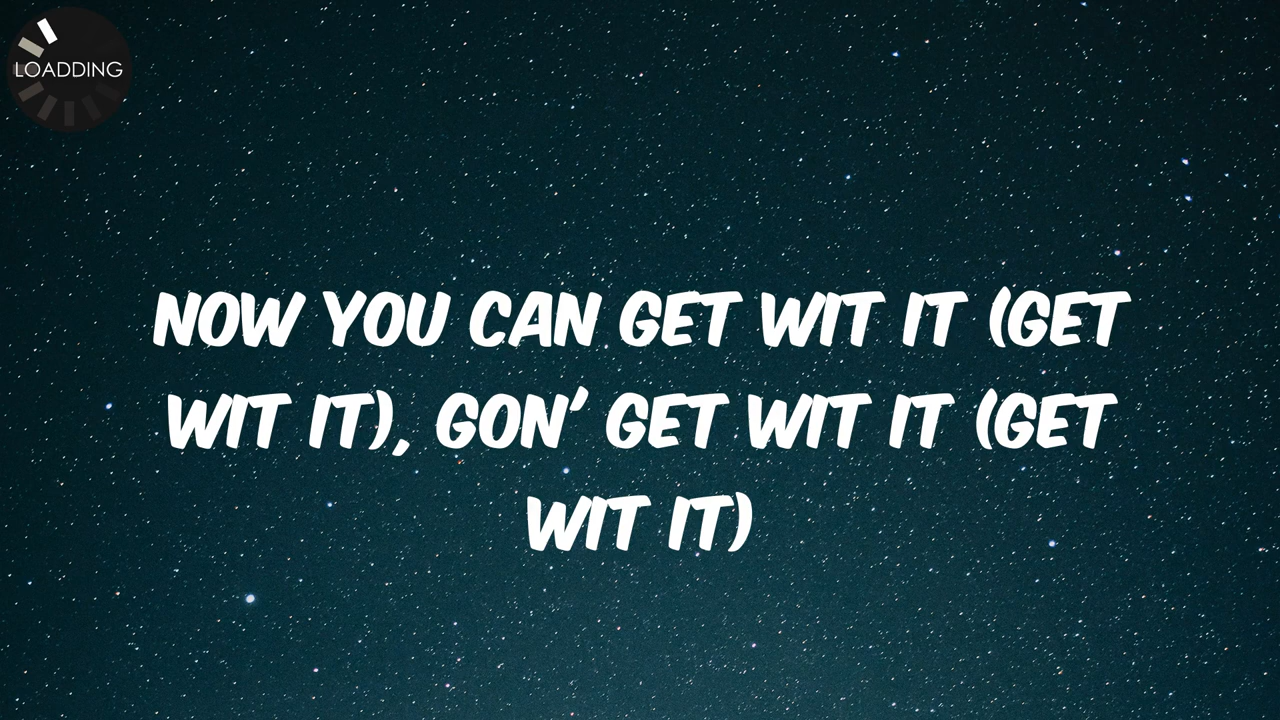 LOADDING
NOW YOU CAN GET WIT IT (GET
WIT IT), GON' GET WIT IT (GET
WIT IT)